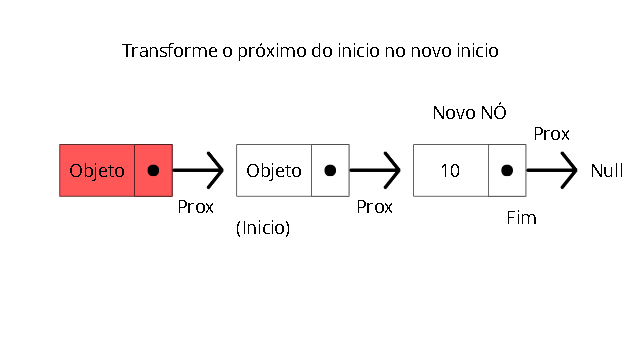 Transforme o próximo do inicio no novo inicio
Novo NÓ
Prox
Objeto
Objeto
10
Null
Prox
Prox
Fim
(Inicio)